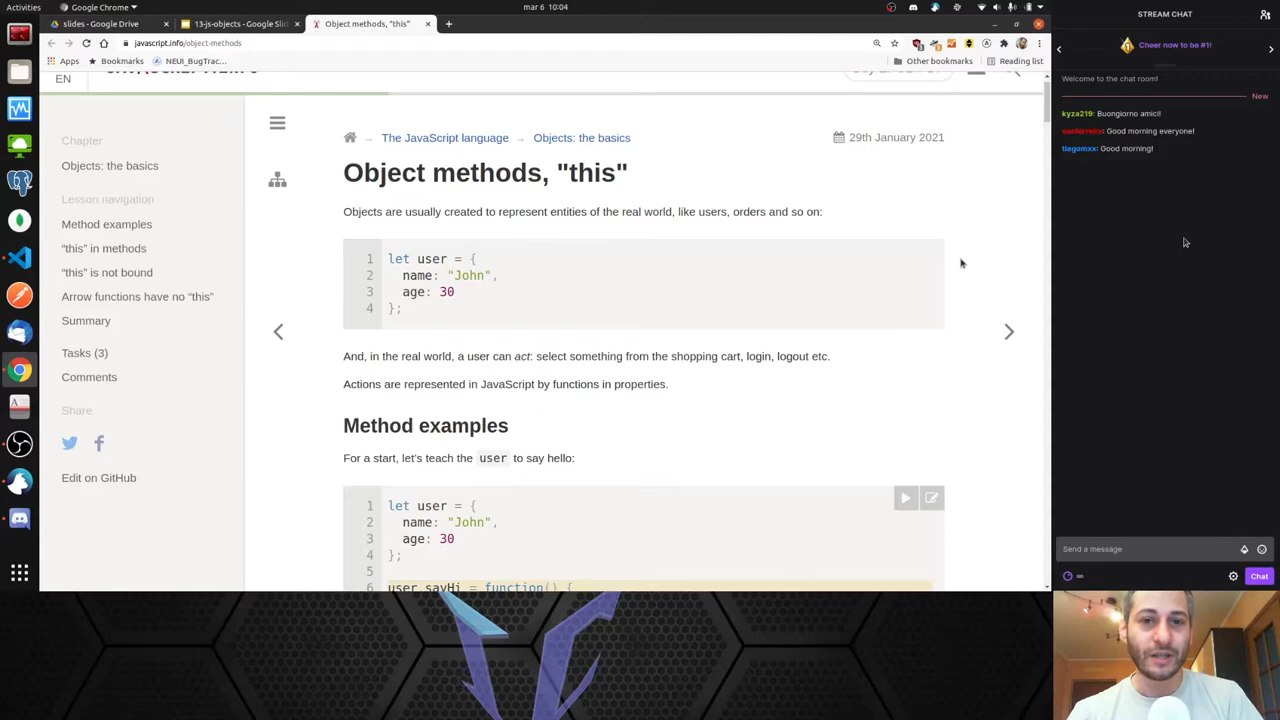 Activities
Google Chrome
mar 6 10:04
slides - Google Drive
13-js-objects - Google Slid
Object methods, "this"
javascript.info/object-methods
Apps
Bookmarks
NEUI_BugTrac...
Other bookmarks
Reading list
EN
Chapter
Objects: the basics
Lesson navigation
Method examples
“this” in methods
“this” is not bound
Arrow functions have no “this”
Summary
Tasks (3)
Comments
Share
Edit on GitHub
The JavaScript language → Objects: the basics
29th January 2021
Object methods, "this"
Objects are usually created to represent entities of the real world, like users, orders and so on:
1 let user = {
2 name: "John",
3 age: 30
4 };
And, in the real world, a user can act: select something from the shopping cart, login, logout etc.
Actions are represented in JavaScript by functions in properties.
Method examples
For a start, let’s teach the user to say hello:
1 let user = {
2 name: "John",
3 age: 30
4 };
5
6 user.sayHi = function() {
STREAM CHAT
Cheer now to be #1!
Welcome to the chat room!
New
kyza219: Buongiorno amici!
Good morning everyone!
tiagomxx: Good morning!
Send a message
Chat